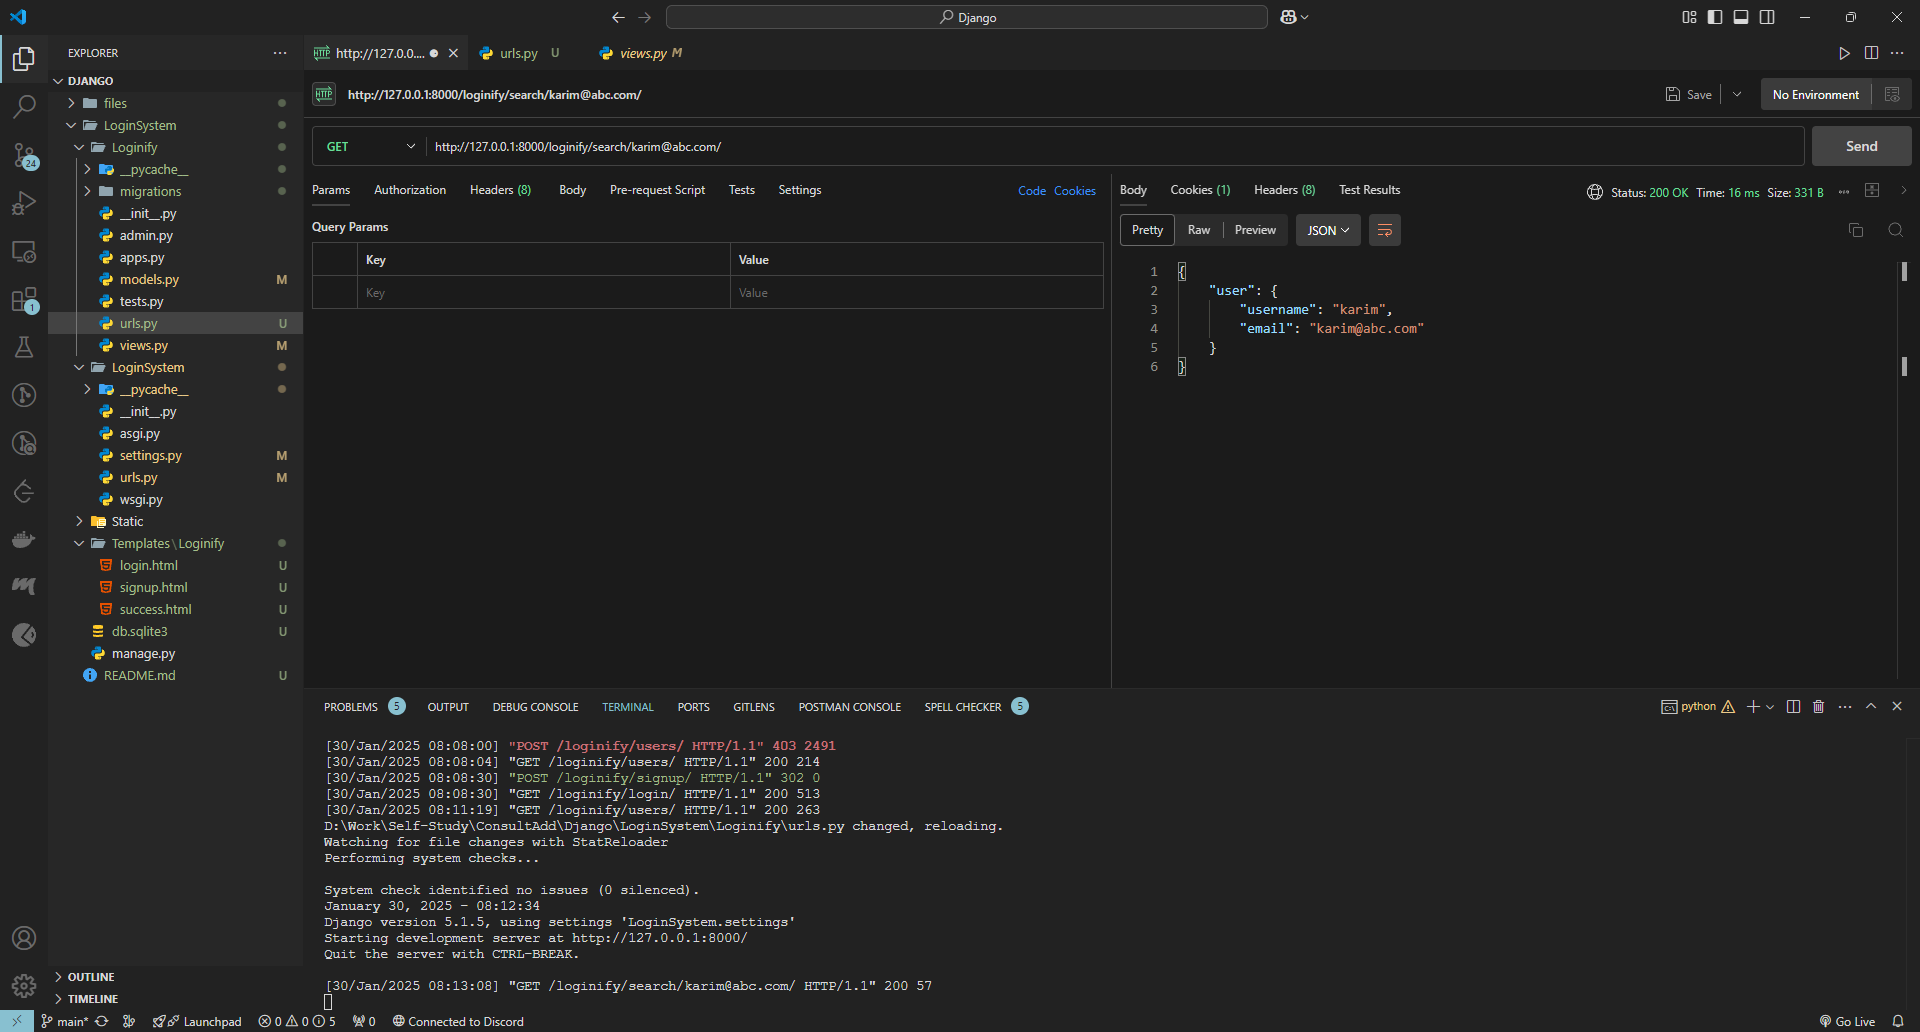 Django
EXPLORER
DJANGO
files
LoginSystem
Loginify
__pycache__
migrations
__init__.py
admin.py
apps.py
models.py M
tests.py
urls.py U
views.py M
LoginSystem
__pycache__
__init__.py
asgi.py
settings.py M
urls.py M
wsgi.py
Static
Templates\Loginify
login.html U
signup.html U
success.html U
db.sqlite3 U
manage.py
README.md U
OUTLINE
TIMELINE
24
1
HTTP http://127.0.0.... urls.py U views.py M
HTTP http://127.0.0.1:8000/loginify/search/karim@abc.com/ Save No Environment
GET http://127.0.0.1:8000/loginify/search/karim@abc.com/ Send
Params Authorization Headers (8) Body Pre-request Script Tests Settings Code Cookies
Query Params
Key Value
Key Value
Body Cookies (1) Headers (8) Test Results Status: 200 OK Time: 16 ms Size: 331 B
Pretty Raw Preview JSON
1 {
2 "user": {
3 "username": "karim",
4 "email": "karim@abc.com"
5 }
6 }
PROBLEMS 5 OUTPUT DEBUG CONSOLE TERMINAL PORTS GITLENS POSTMAN CONSOLE SPELL CHECKER 5 python
[30/Jan/2025 08:08:00] "POST /loginify/users/ HTTP/1.1" 403 2491
[30/Jan/2025 08:08:04] "GET /loginify/users/ HTTP/1.1" 200 214
[30/Jan/2025 08:08:30] "POST /loginify/signup/ HTTP/1.1" 302 0
[30/Jan/2025 08:08:30] "GET /loginify/login/ HTTP/1.1" 200 513
[30/Jan/2025 08:11:19] "GET /loginify/users/ HTTP/1.1" 200 263
D:\Work\Self-Study\ConsultAdd\Django\LoginSystem\Loginify\urls.py changed, reloading.
Watching for file changes with StatReloader
Performing system checks...
System check identified no issues (0 silenced).
January 30, 2025 - 08:12:34
Django version 5.1.5, using settings 'LoginSystem.settings'
Starting development server at http://127.0.0.1:8000/
Quit the server with CTRL-BREAK.
[30/Jan/2025 08:13:08] "GET /loginify/search/karim@abc.com/ HTTP/1.1" 200 57
main* Launchpad 0 0 5 0 Connected to Discord Go Live